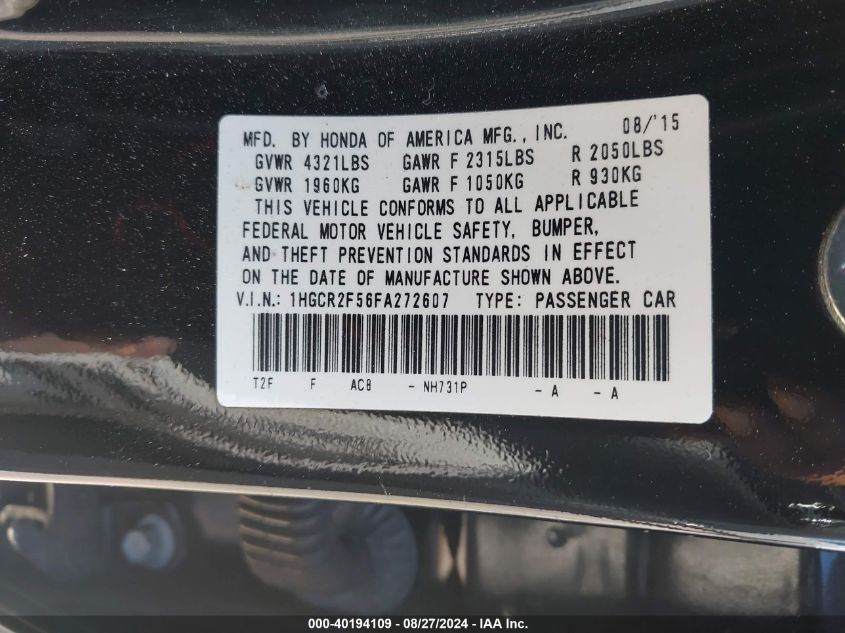 MFD. BY HONDA OF AMERICA MFG., INC. 08/'15
GVWR 4321LBS GAWR F 2315LBS R 2050LBS
GVWR 1960KG GAWR F 1050KG R 930KG
THIS VEHICLE CONFORMS TO ALL APPLICABLE
FEDERAL MOTOR VEHICLE SAFETY, BUMPER,
AND THEFT PREVENTION STANDARDS IN EFFECT
ON THE DATE OF MANUFACTURE SHOWN ABOVE.
V.I.N.: 1HGCR2F56FA272607 TYPE: PASSENGER CAR
T2F F AC8 - NH731P - A - A
000-40194109 - 08/27/2024 - IAA Inc.